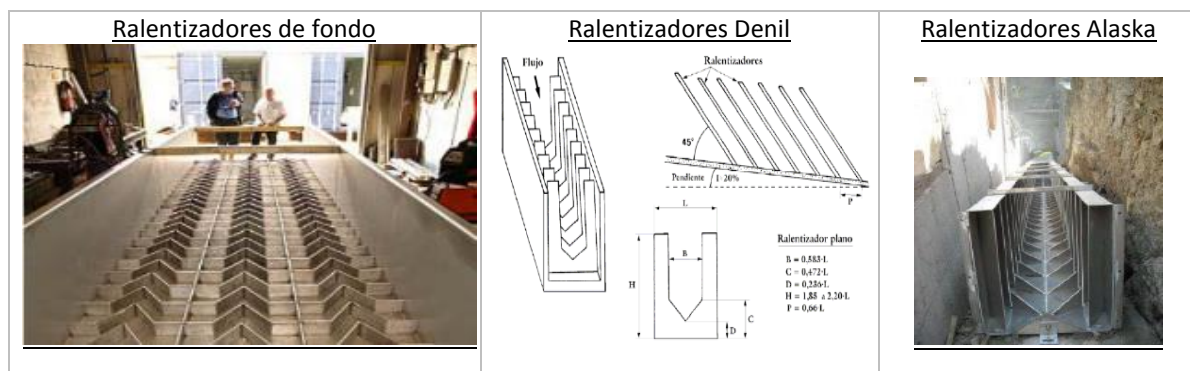 Ralentizadores de fondo
Ralentizadores Denil
Flujo
Ralentizadores
45°
Pendiente
1-20%
P
L
B
H
C
D
Ralentizador plano
B = 0,583·L
C = 0,472·L
D = 0,236·L
H = 1,85 a 2,20·L
P = 0,66·L
Ralentizadores Alaska